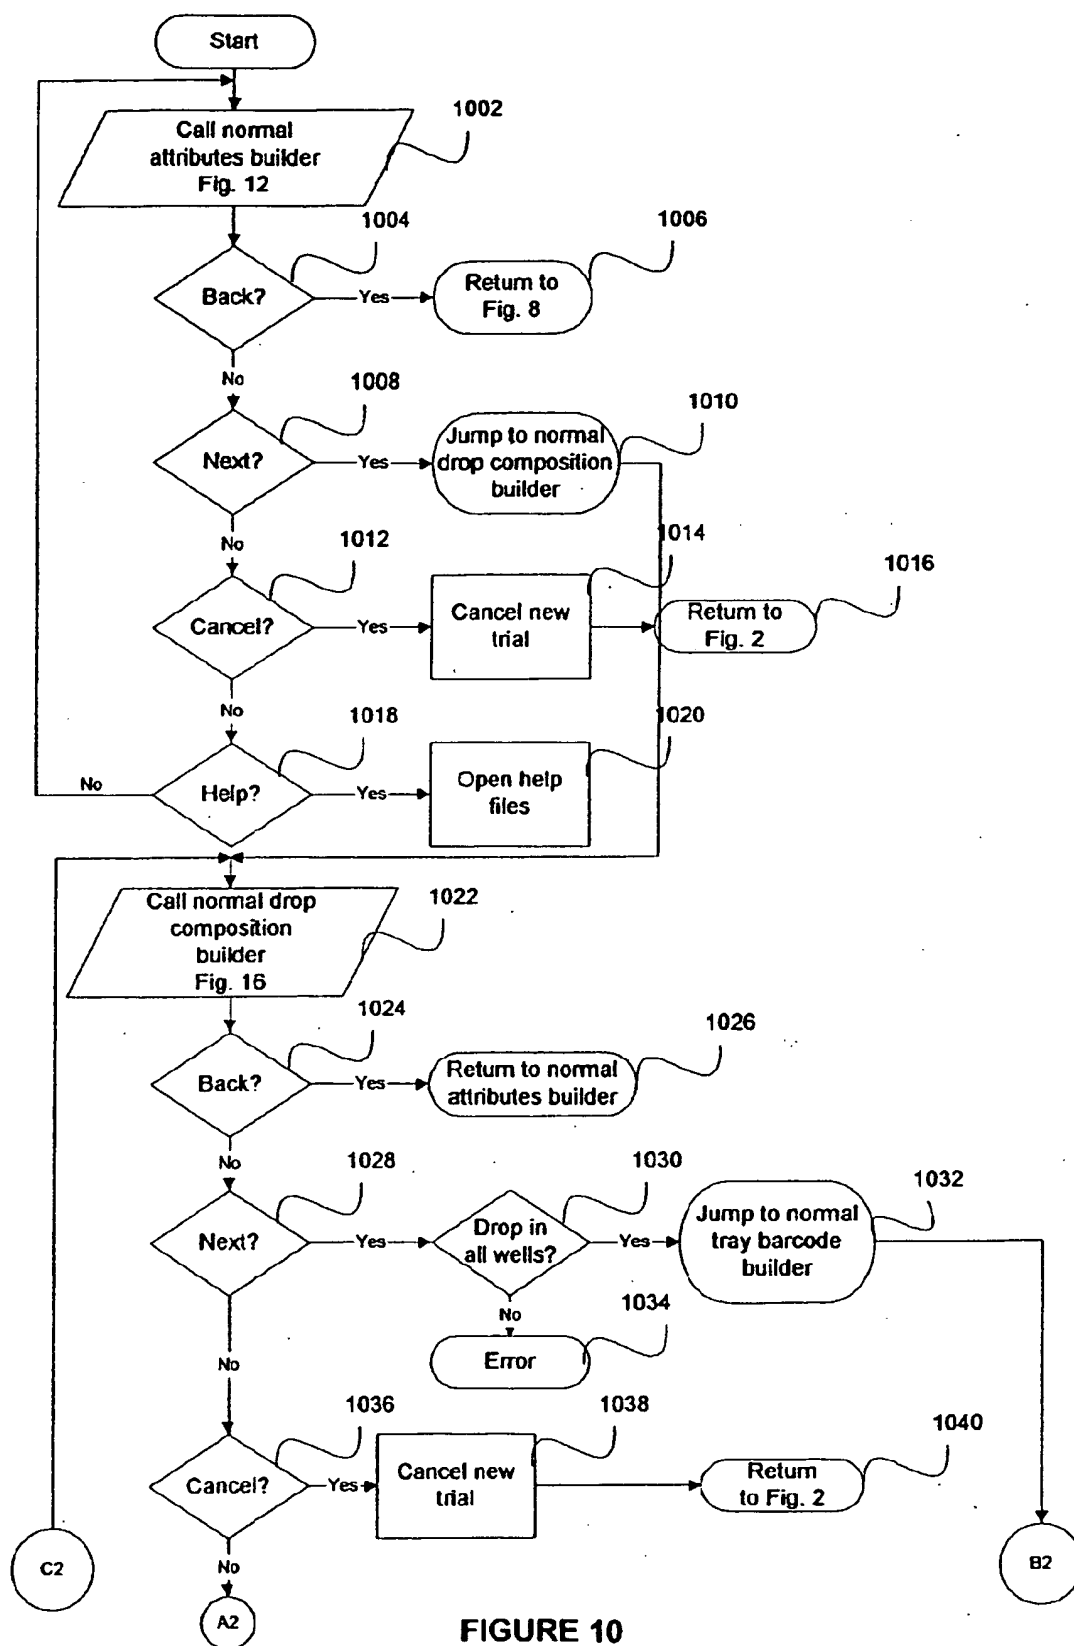 Start
Call normal
attributes builder
Fig. 12
1002
1004
Back?
Yes
Return to
Fig. 8
1006
No
1008
Next?
Yes
Jump to normal
drop composition
builder
1010
No
1012
Cancel?
Yes
Cancel new
trial
1014
Return to
Fig. 2
1016
No
1018
No
Help?
Yes
Open help
files
1020
Call normal drop
composition
builder
Fig. 16
1022
1024
Back?
Yes
Return to normal
attributes builder
1026
No
1028
Next?
Yes
Drop in
all wells?
1030
Yes
Jump to normal
tray barcode
builder
1032
No
Error
1034
No
1036
Cancel?
Yes
Cancel new
trial
1038
Return
to Fig. 2
1040
C2
No
A2
B2
FIGURE 10